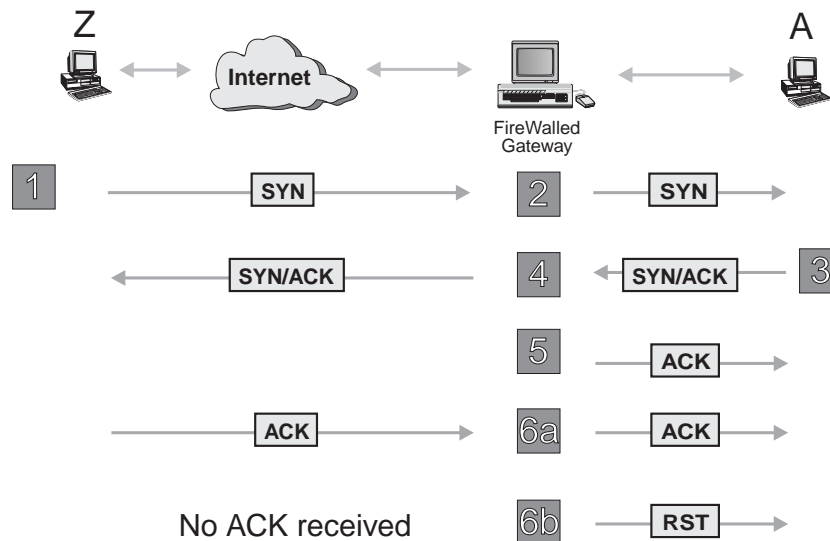 Z
A
Internet
FireWalled
Gateway
1
SYN
2
SYN
SYN/ACK
4
SYN/ACK
3
5
ACK
ACK
6a
ACK
No ACK received
6b
RST